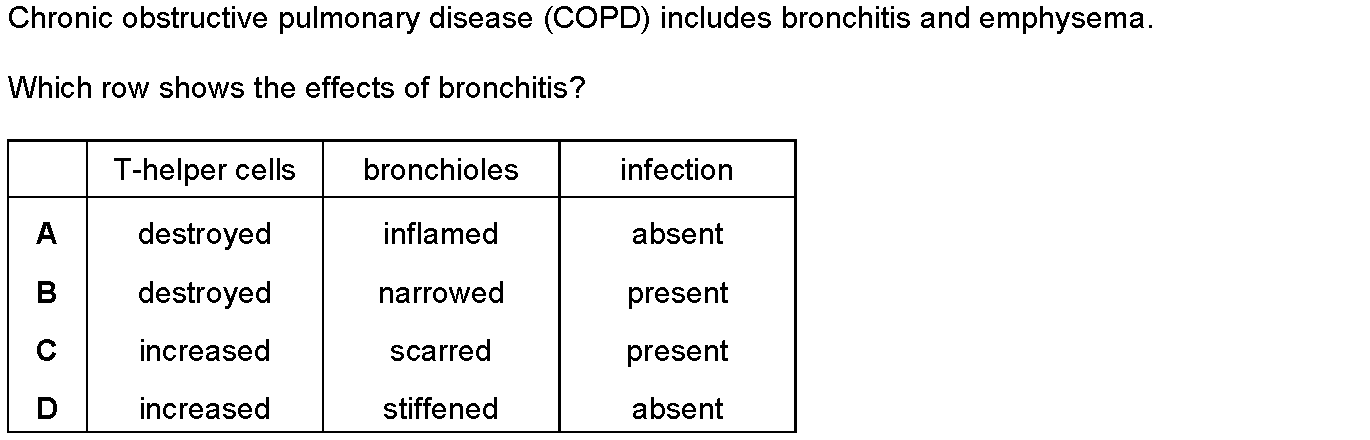 Chronic obstructive pulmonary disease (COPD) includes bronchitis and emphysema.
Which row shows the effects of bronchitis?
T-helper cells bronchioles infection
A destroyed inflamed absent
B destroyed narrowed present
C increased scarred present
D increased stiffened absent